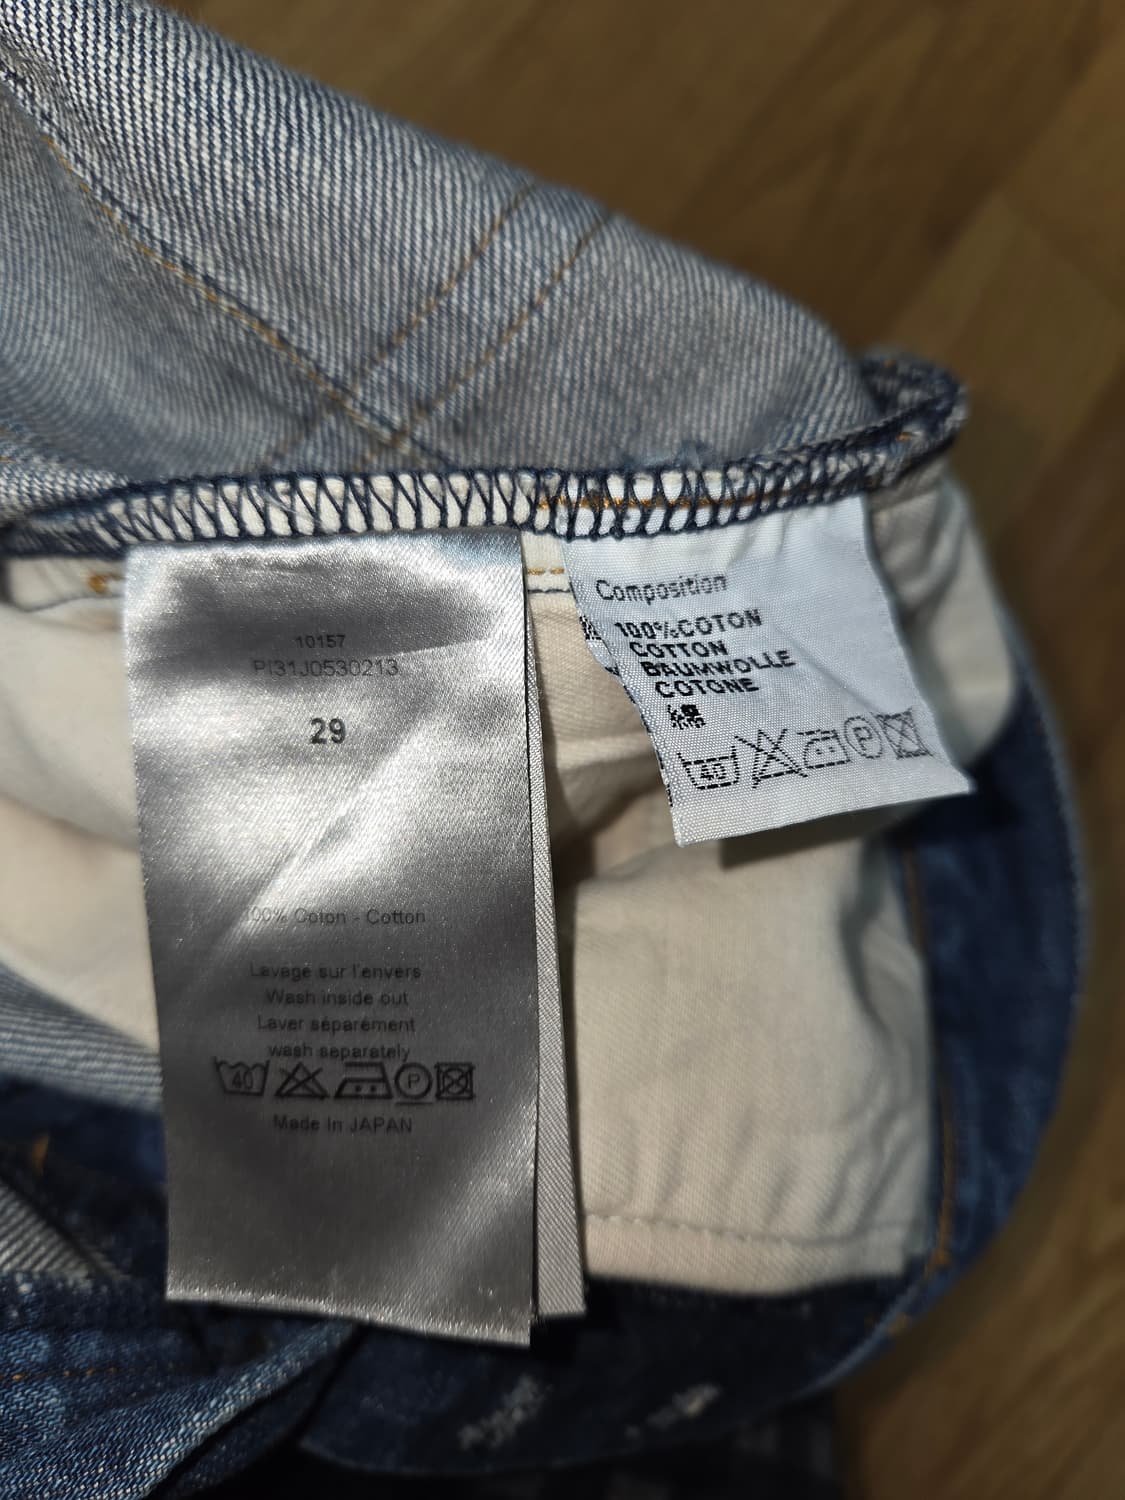 10157
PI31J0530213
29
100% Coton - Cotton
Lavage sur l'envers
Wash inside out
Laver séparément
wash separately
40
P
Made In JAPAN
Composition
100%COTON
COTTON
BAUMWOLLE
COTONE
綿
40
P